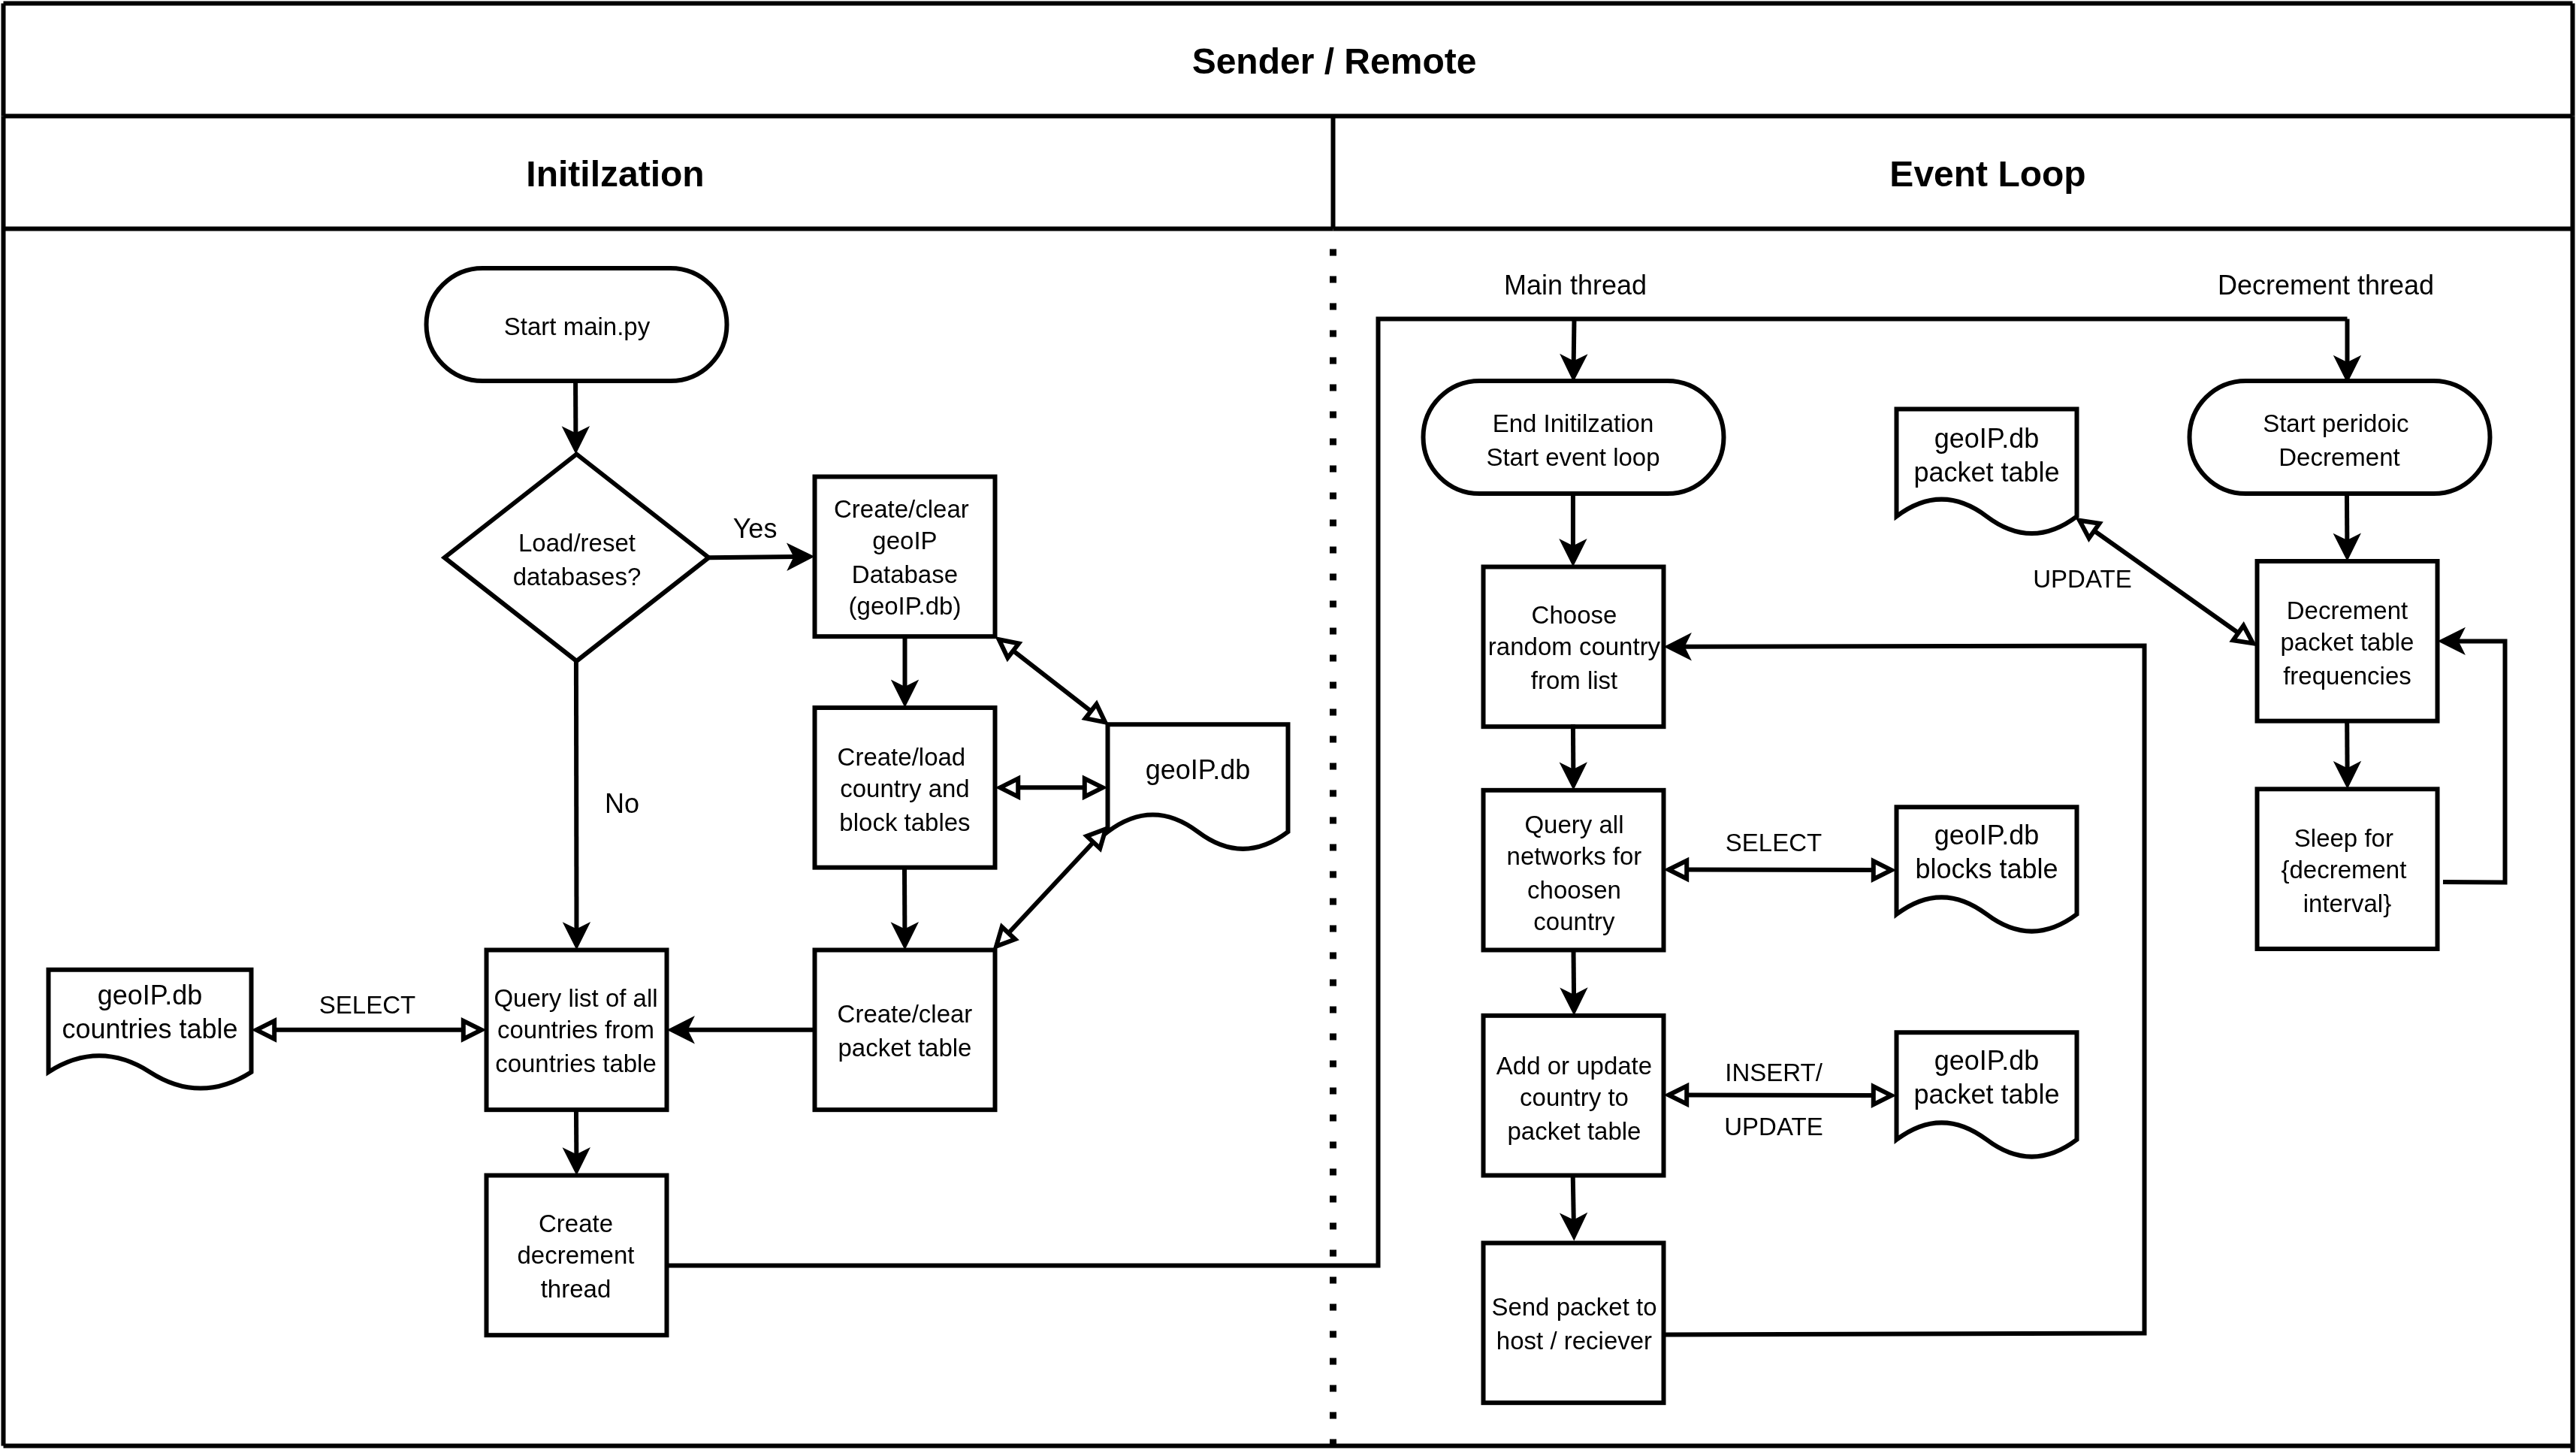 Sender / Remote
Initilzation
Event Loop
Start main.py
Load/reset
databases?
Yes
No
Create/clear
geoIP
Database
(geoIP.db)
Create/load
country and
block tables
geoIP.db
Create/clear
packet table
geoIP.db
countries table
SELECT
Query list of all
countries from
countries table
Create
decrement
thread
Main thread
End Initilzation
Start event loop
Choose
random country
from list
Query all
networks for
choosen
country
SELECT
geoIP.db
blocks table
Add or update
country to
packet table
INSERT/
UPDATE
geoIP.db
packet table
Send packet to
host / reciever
Decrement thread
Start peridoic
Decrement
geoIP.db
packet table
UPDATE
Decrement
packet table
frequencies
Sleep for
{decrement
interval}